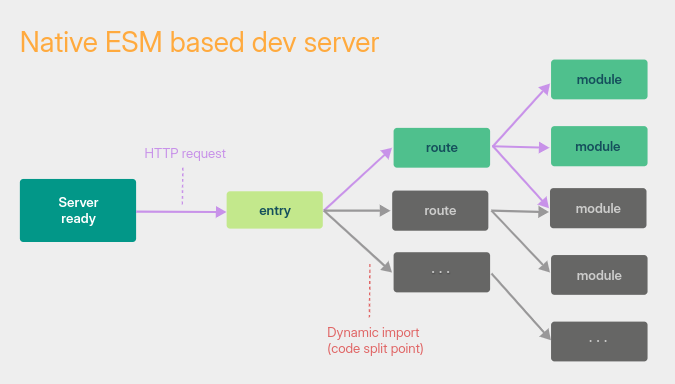 Native ESM based dev server
module
HTTP request
route
module
Server
ready
entry
route
module
· · ·
module
Dynamic import
(code split point)
· · ·